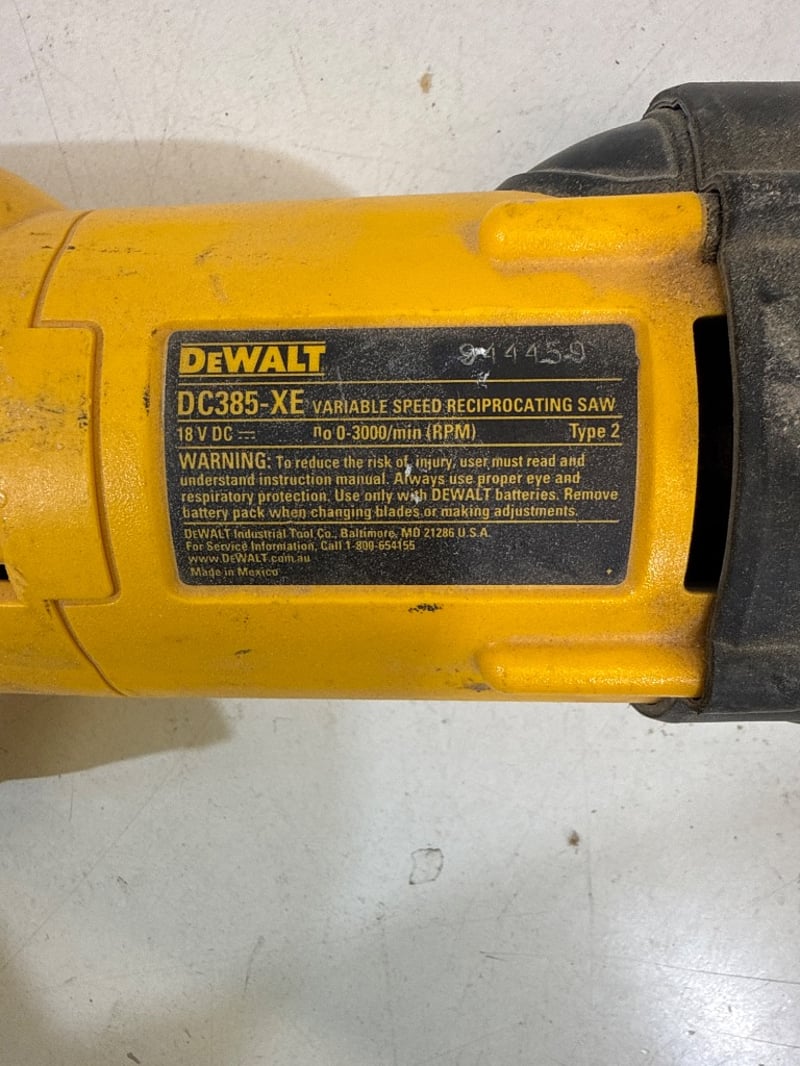 DEWALT 944459
DC385-XE VARIABLE SPEED RECIPROCATING SAW
18 V DC ⎓ no 0-3000/min (RPM) Type 2
WARNING: To reduce the risk of injury, user must read and
understand instruction manual. Always use proper eye and
respiratory protection. Use only with DEWALT batteries. Remove
battery pack when changing blades or making adjustments.
DeWALT Industrial Tool Co., Baltimore, MD 21286 U.S.A.
For Service Information, Call 1-800-654155
www.DeWALT.com.au
Made in Mexico